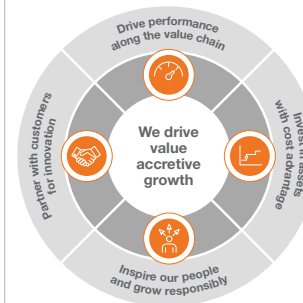 Drive performance
along the value chain
Partner with customers
for innovation
We drive
value
accretive
growth
Invest in assets
with cost advantage
Inspire our people
and grow responsibly